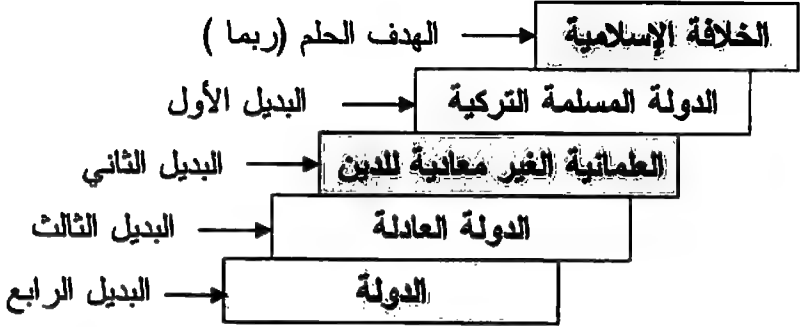 الخلافة الإسلامية ← الهدف الحلم (ربما )
الدولة المسلمة التركية ← البديل الأول
العلمانية الغير معادية للدين ← البديل الثاني
الدولة العادلة ← البديل الثالث
الدولة ← البديل الرابع